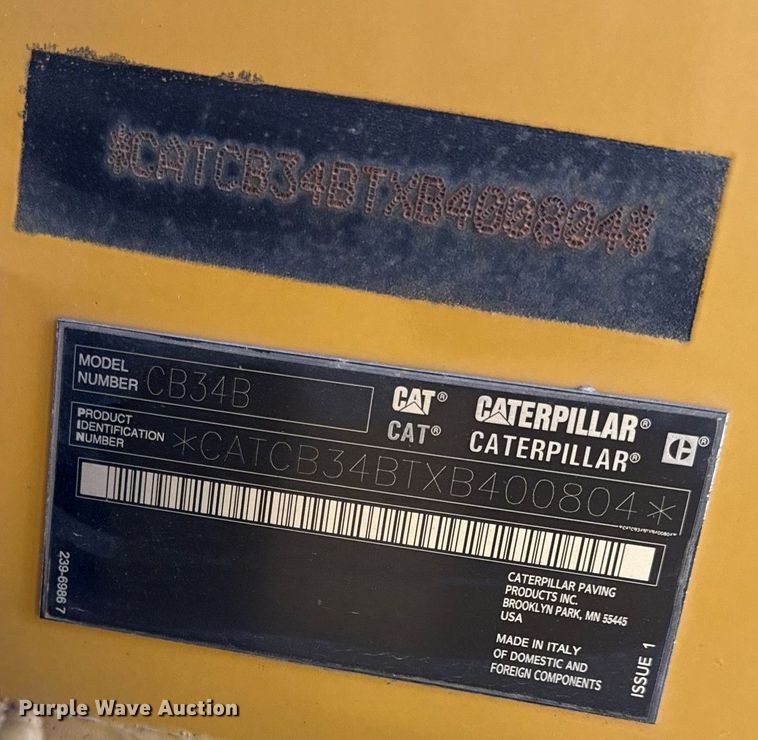 *CATCB34BTXB400804*
MODEL NUMBER CB34B
CAT® CATERPILLAR®
CAT® CATERPILLAR®
PRODUCT IDENTIFICATION NUMBER *CATCB34BTXB400804*
*CATCB34BTXB400804*
239-6986 7
CATERPILLAR PAVING
PRODUCTS INC.
BROOKLYN PARK, MN 55445
USA
MADE IN ITALY
OF DOMESTIC AND
FOREIGN COMPONENTS
ISSUE 1
Purple Wave Auction